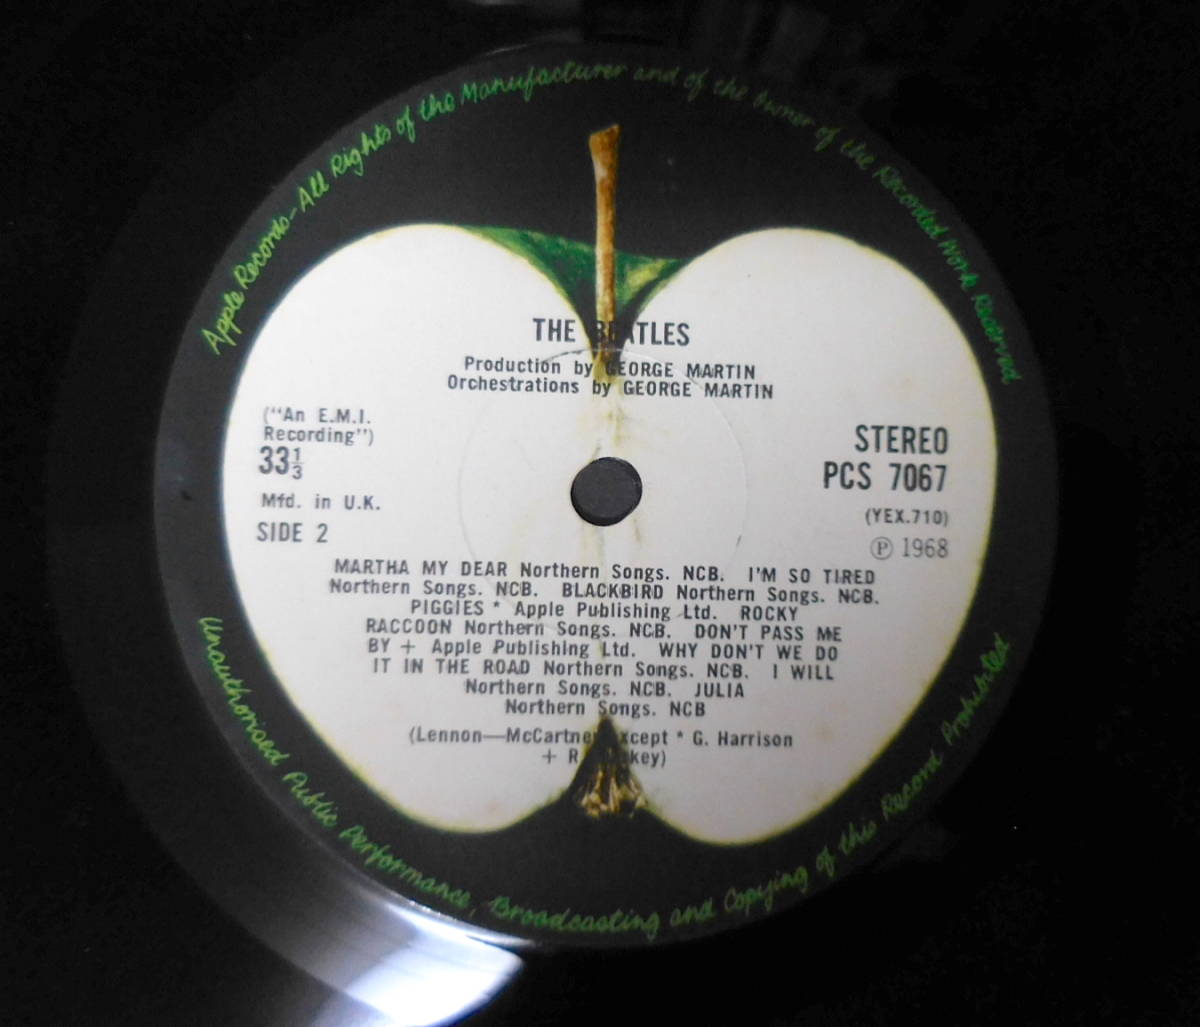 Apple Records-All Rights of the Manufacturer and of the Owner of the Recorded Work Reserved
THE BEATLES
Production by GEORGE MARTIN
Orchestrations by GEORGE MARTIN
("An E.M.I.
Recording")
33⅓
Mfd. in U.K.
SIDE 2
STEREO
PCS 7067
(YEX.710)
Ⓟ 1968
MARTHA MY DEAR Northern Songs. NCB. I'M SO TIRED
Northern Songs. NCB. BLACKBIRD Northern Songs. NCB.
PIGGIES * Apple Publishing Ltd. ROCKY
RACCOON Northern Songs. NCB. DON'T PASS ME
BY + Apple Publishing Ltd. WHY DON'T WE DO
IT IN THE ROAD Northern Songs. NCB. I WILL
Northern Songs. NCB. JULIA
Northern Songs. NCB
(Lennon—McCartney except * G. Harrison
+ R.
Unauthorised Public Performance, Broadcasting and Copying of this Record Prohibited